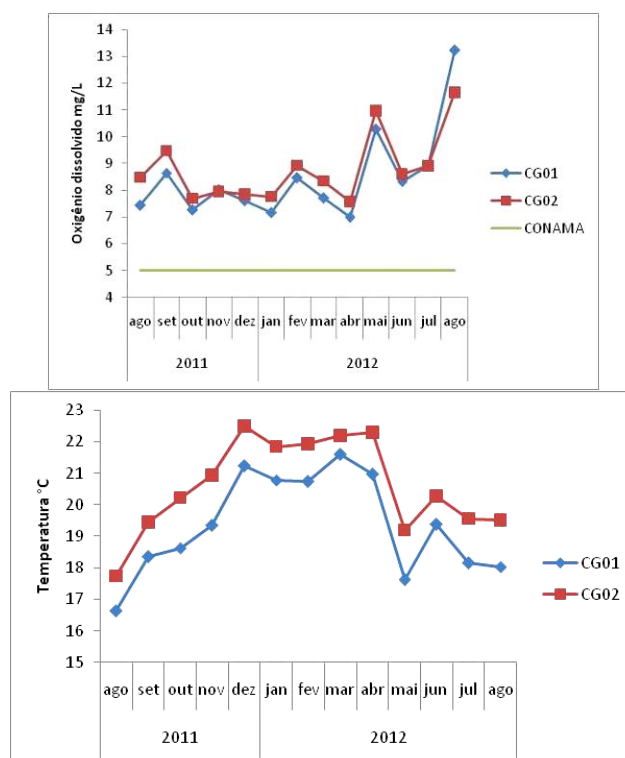 14
13
12
11
10
9
8
7
6
5
4
Oxigênio dissolvido mg/L
ago set out nov dez jan fev mar abr mai jun jul ago
2011 2012
CG01
CG02
CONAMA
23
22
21
20
19
18
17
16
15
Temperatura °C
ago set out nov dez jan fev mar abr mai jun jul ago
2011 2012
CG01
CG02